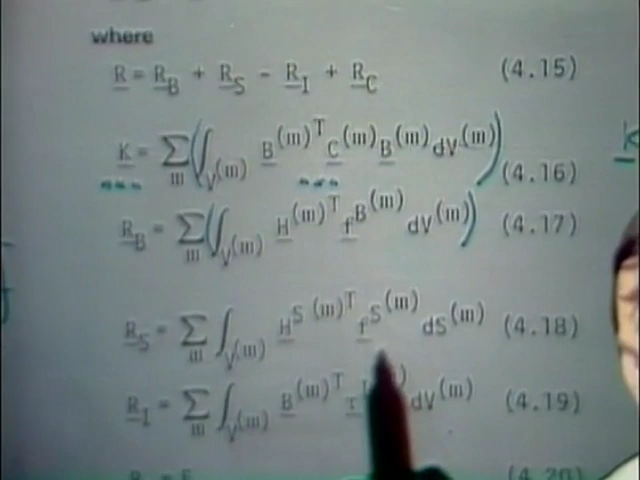 where
R = R_B + R_S - R_I + R_C (4.15)
K = Σ_m ( ∫_V(m) B^(m)T C^(m) B^(m) dV^(m) ) (4.16)
R_B = Σ_m ( ∫_V(m) H^(m)T f^B(m) dV^(m) ) (4.17)
R_S = Σ_m ∫_V(m) H^S (m)T f^S(m) dS^(m) (4.18)
R_I = Σ_m ∫_V(m) B^(m)T τ dV^(m) (4.19)
(4.20)